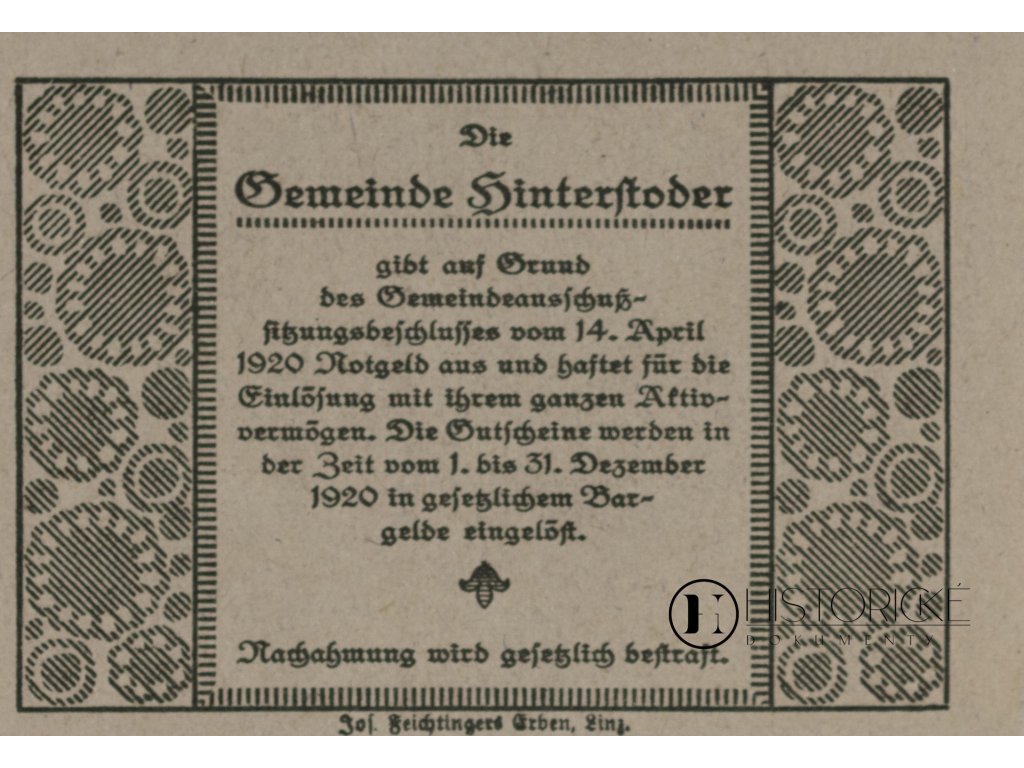 Die
Gemeinde Hinterstoder
gibt auf Grund
des Gemeindeausschuß-
sitzungsbeschlusses vom 14. April
1920 Notgeld aus und haftet für die
Einlösung mit ihrem ganzen Aktiv-
vermögen. Die Gutscheine werden in
der Zeit vom 1. bis 31. Dezember
1920 in gesetzlichem Bar-
gelde eingelöst.
Nachahmung wird gesetzlich bestraft.
Jos. Feichtingers Erben, Linz.
HISTORICKÉ
DOKUMENTY